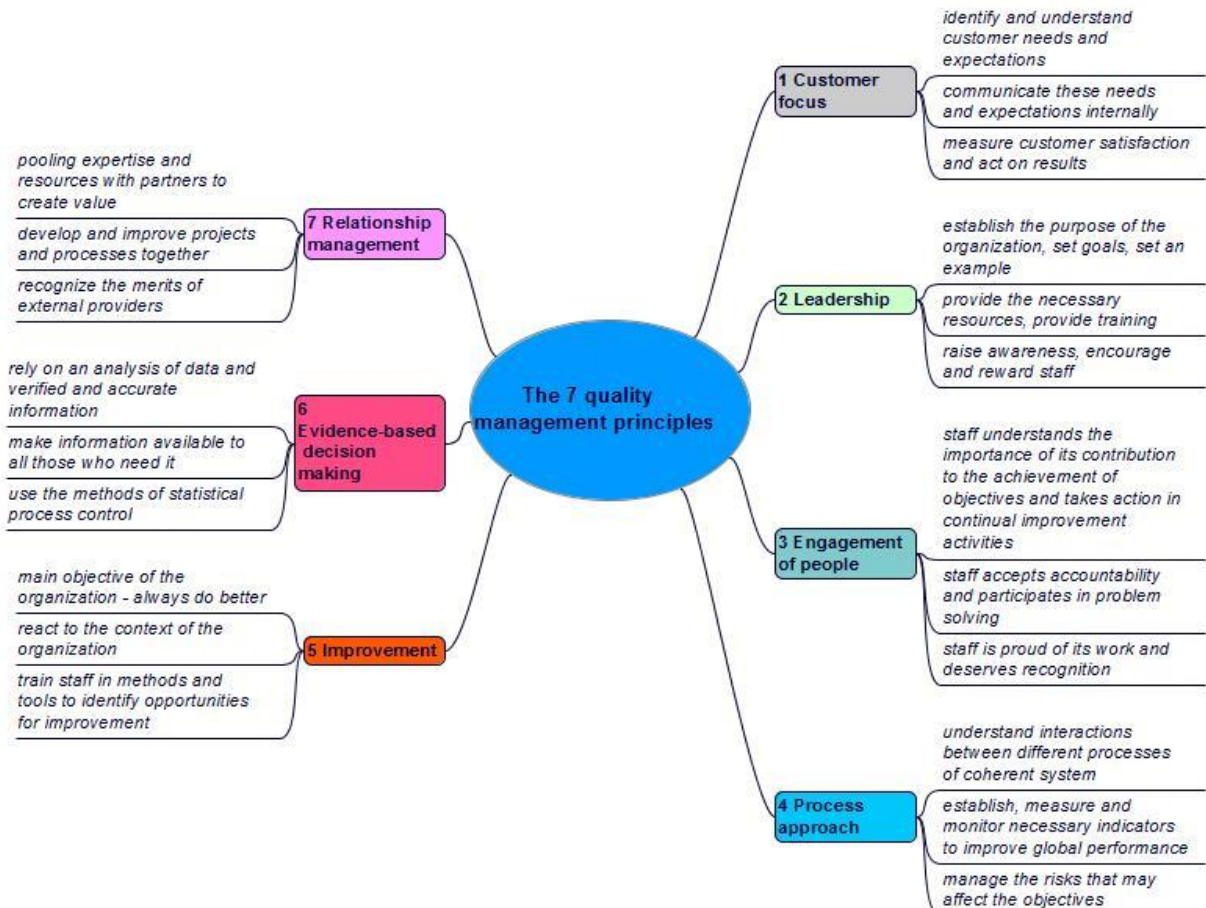 The 7 quality
management principles
1 Customer
focus
identify and understand
customer needs and
expectations
communicate these needs
and expectations internally
measure customer satisfaction
and act on results
2 Leadership
establish the purpose of the
organization, set goals, set an
example
provide the necessary
resources, provide training
raise awareness, encourage
and reward staff
3 Engagement
of people
staff understands the
importance of its contribution
to the achievement of
objectives and takes action in
continual improvement
activities
staff accepts accountability
and participates in problem
solving
staff is proud of its work and
deserves recognition
4 Process
approach
understand interactions
between different processes
of coherent system
establish, measure and
monitor necessary indicators
to improve global performance
manage the risks that may
affect the objectives
5 Improvement
main objective of the
organization - always do better
react to the context of the
organization
train staff in methods and
tools to identify opportunities
for improvement
6
Evidence-based
decision
making
rely on an analysis of data and
verified and accurate
information
make information available to
all those who need it
use the methods of statistical
process control
7 Relationship
management
pooling expertise and
resources with partners to
create value
develop and improve projects
and processes together
recognize the merits of
external providers